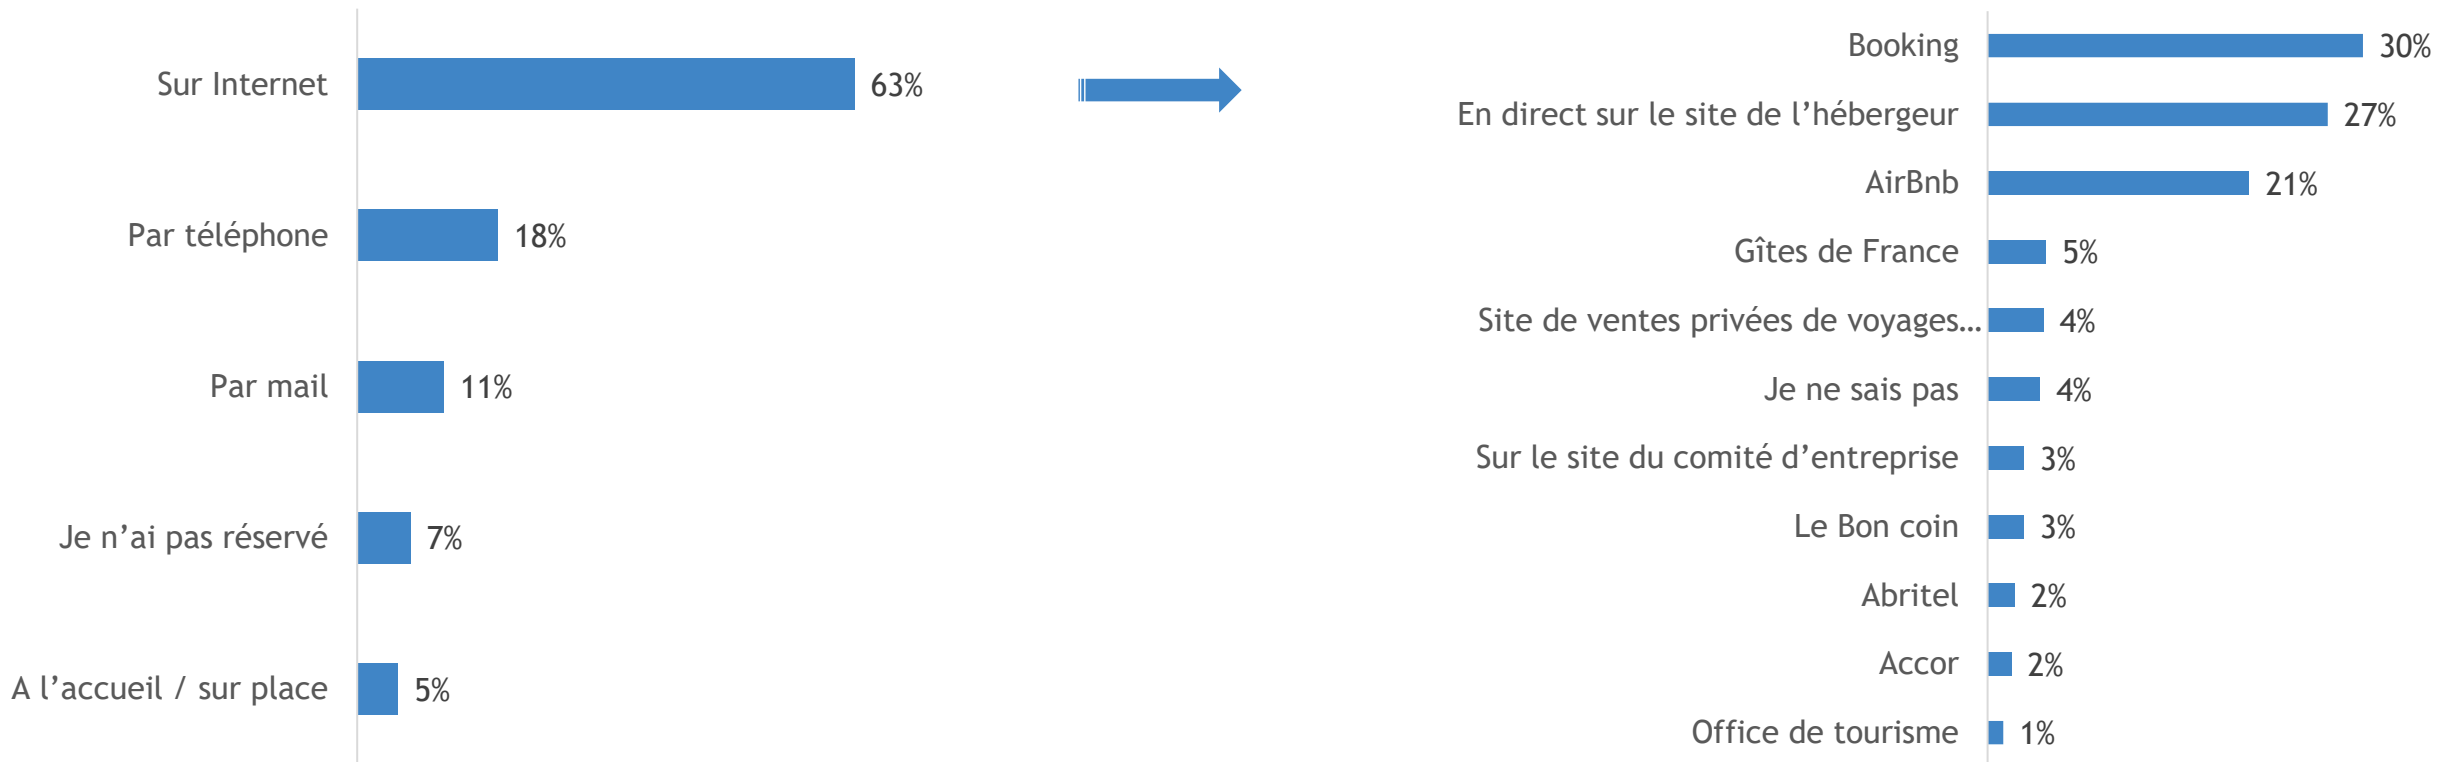 Sur Internet 63%
Par téléphone 18%
Par mail 11%
Je n’ai pas réservé 7%
A l’accueil / sur place 5%
Booking 30%
En direct sur le site de l’hébergeur 27%
AirBnb 21%
Gîtes de France 5%
Site de ventes privées de voyages… 4%
Je ne sais pas 4%
Sur le site du comité d’entreprise 3%
Le Bon coin 3%
Abritel 2%
Accor 2%
Office de tourisme 1%